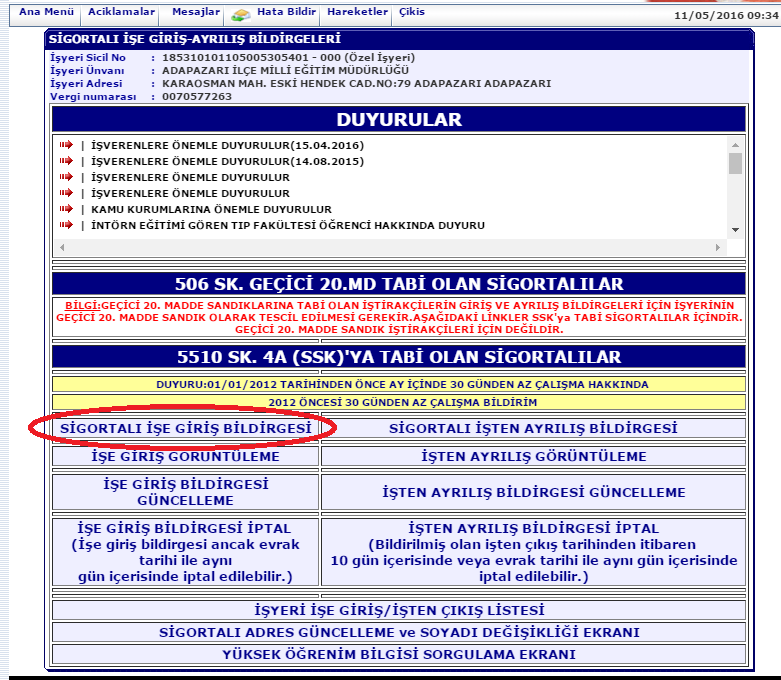 Ana Menü Aciklamalar Mesajlar Hata Bildir Hareketler Çikis
11/05/2016 09:34
SİGORTALI İŞE GİRİŞ-AYRILIŞ BİLDİRGELERİ
İşyeri Sicil No : 185310101105005305401 - 000 (Özel İşyeri)
İşyeri Ünvanı : ADAPAZARI İLÇE MİLLİ EĞİTİM MÜDÜRLÜĞÜ
İşyeri Adresi : KARAOSMAN MAH. ESKİ HENDEK CAD.NO:79 ADAPAZARI ADAPAZARI
Vergi numarası : 0070577263
DUYURULAR
| İŞVERENLERE ÖNEMLE DUYURULUR(15.04.2016)
| İŞVERENLERE ÖNEMLE DUYURULUR(14.08.2015)
| İŞVERENLERE ÖNEMLE DUYURULUR
| İŞVERENLERE ÖNEMLE DUYURULUR
| KAMU KURUMLARINA ÖNEMLE DUYURULUR
| İNTÖRN EĞİTİMİ GÖREN TIP FAKÜLTESİ ÖĞRENCİ HAKKINDA DUYURU
506 SK. GEÇİCİ 20.MD TABİ OLAN SİGORTALILAR
BİLGİ:GEÇİCİ 20. MADDE SANDIKLARINA TABİ OLAN İŞTİRAKÇİLERİN GİRİŞ VE AYRILIŞ BİLDİRGELERİ İÇİN İŞYERİNİN
GEÇİCİ 20. MADDE SANDIK OLARAK TESCİL EDİLMESİ GEREKİR.AŞAĞIDAKİ LİNKLER SSK'ya TABİ SİGORTALILAR İÇİNDİR.
GEÇİCİ 20. MADDE SANDIK İŞTİRAKÇİLERİ İÇİN DEĞİLDİR.
5510 SK. 4A (SSK)'YA TABİ OLAN SİGORTALILAR
DUYURU:01/01/2012 TARİHİNDEN ÖNCE AY İÇİNDE 30 GÜNDEN AZ ÇALIŞMA HAKKINDA
2012 ÖNCESİ 30 GÜNDEN AZ ÇALIŞMA BİLDİRİM
SİGORTALI İŞE GİRİŞ BİLDİRGESİ
SİGORTALI İŞTEN AYRILIŞ BİLDİRGESİ
İŞE GİRİŞ GÖRÜNTÜLEME
İŞTEN AYRILIŞ GÖRÜNTÜLEME
İŞE GİRİŞ BİLDİRGESİ
GÜNCELLEME
İŞTEN AYRILIŞ BİLDİRGESİ GÜNCELLEME
İŞE GİRİŞ BİLDİRGESİ İPTAL
(İşe giriş bildirgesi ancak evrak
tarihi ile aynı
gün içerisinde iptal edilebilir.)
İŞTEN AYRILIŞ BİLDİRGESİ İPTAL
(Bildirilmiş olan işten çıkış tarihinden itibaren
10 gün içerisinde veya evrak tarihi ile aynı gün içerisinde
iptal edilebilir.)
İŞYERİ İŞE GİRİŞ/İŞTEN ÇIKIŞ LİSTESİ
SİGORTALI ADRES GÜNCELLEME ve SOYADI DEĞİŞİKLİĞİ EKRANI
YÜKSEK ÖĞRENİM BİLGİSİ SORGULAMA EKRANI